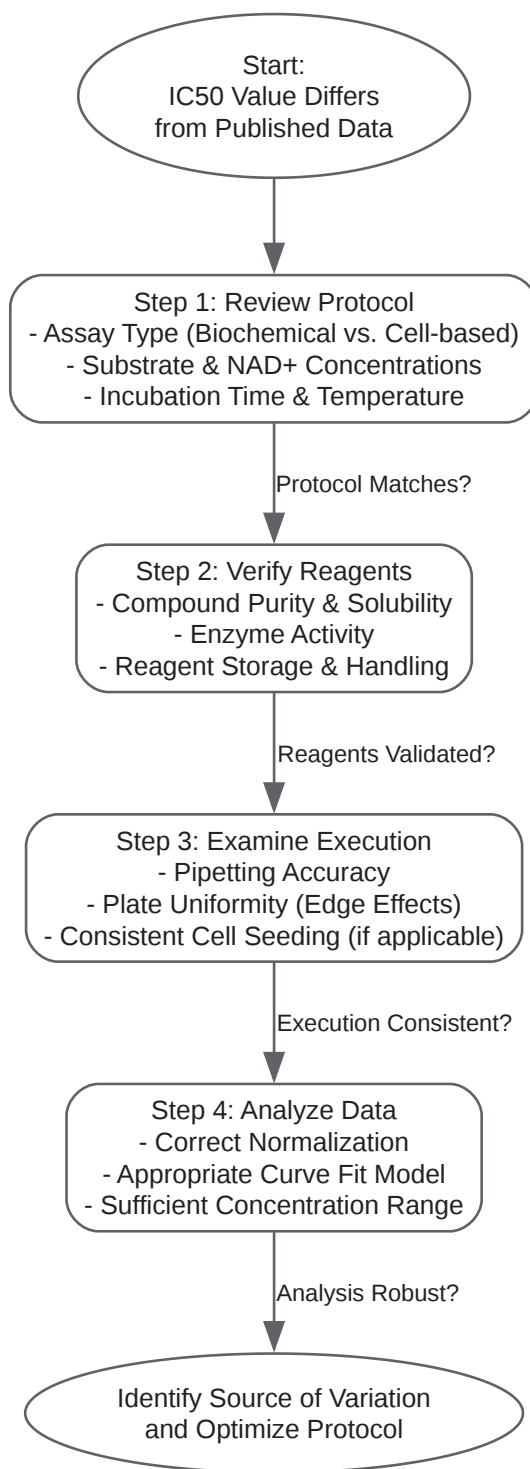 Start:
IC50 Value Differs
from Published Data
Step 1: Review Protocol
- Assay Type (Biochemical vs. Cell-based)
- Substrate & NAD+ Concentrations
- Incubation Time & Temperature
Protocol Matches?
Step 2: Verify Reagents
- Compound Purity & Solubility
- Enzyme Activity
- Reagent Storage & Handling
Reagents Validated?
Step 3: Examine Execution
- Pipetting Accuracy
- Plate Uniformity (Edge Effects)
- Consistent Cell Seeding (if applicable)
Execution Consistent?
Step 4: Analyze Data
- Correct Normalization
- Appropriate Curve Fit Model
- Sufficient Concentration Range
Analysis Robust?
Identify Source of Variation
and Optimize Protocol